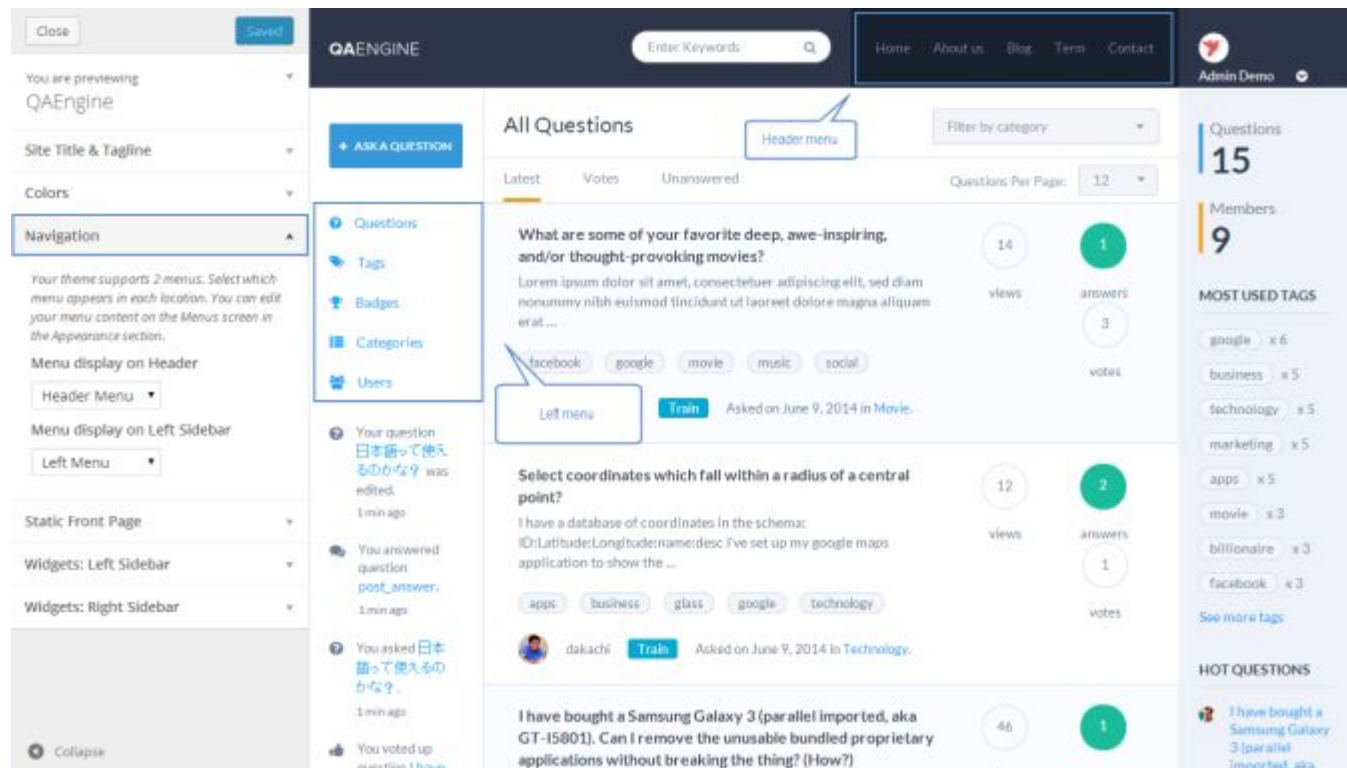 Close
Saved
You are previewing
QAEngine
Site Title & Tagline
Colors
Navigation
Your theme supports 2 menus. Select which
menu appears in each location. You can edit
your menu content on the Menus screen in
the Appearance section.
Menu display on Header
Header Menu
Menu display on Left Sidebar
Left Menu
Static Front Page
Widgets: Left Sidebar
Widgets: Right Sidebar
Collapse
QAENGINE
Enter Keywords
Home About us Blog Term Contact
Admin Demo
+ ASK A QUESTION
Questions
Tags
Badges
Categories
Users
Your question
日本語って使え
るのかな？ was
edited.
1 min ago
You answered
question
post_answer.
1 min ago
You asked 日本
語って使えるの
かな？.
1 min ago
You voted up
question I have
All Questions
Header menu
Filter by category
Latest Votes Unanswered
Questions Per Page: 12
What are some of your favorite deep, awe-inspiring,
and/or thought-provoking movies?
Lorem ipsum dolor sit amet, consectetuer adipiscing elit, sed diam
nonummy nibh euismod tincidunt ut laoreet dolore magna aliquam
erat ...
facebook google movie music social
14
views
1
answers
3
votes
Left menu
Train Asked on June 9, 2014 in Movie.
Select coordinates which fall within a radius of a central
point?
I have a database of coordinates in the schema:
ID:Latitude:Longitude:name:desc I've set up my google maps
application to show the ...
apps business glass google technology
12
views
2
answers
1
votes
dakachi Train Asked on June 9, 2014 in Technology.
I have bought a Samsung Galaxy 3 (parallel imported, aka
GT-I5801). Can I remove the unusable bundled proprietary
applications without breaking the thing? (How?)
46
1
Questions
15
Members
9
MOST USED TAGS
google x 6
business x 5
technology x 5
marketing x 5
apps x 5
movie x 3
billionaire x 3
facebook x 3
See more tags
HOT QUESTIONS
I have bought a
Samsung Galaxy
3 (parallel
imported, aka